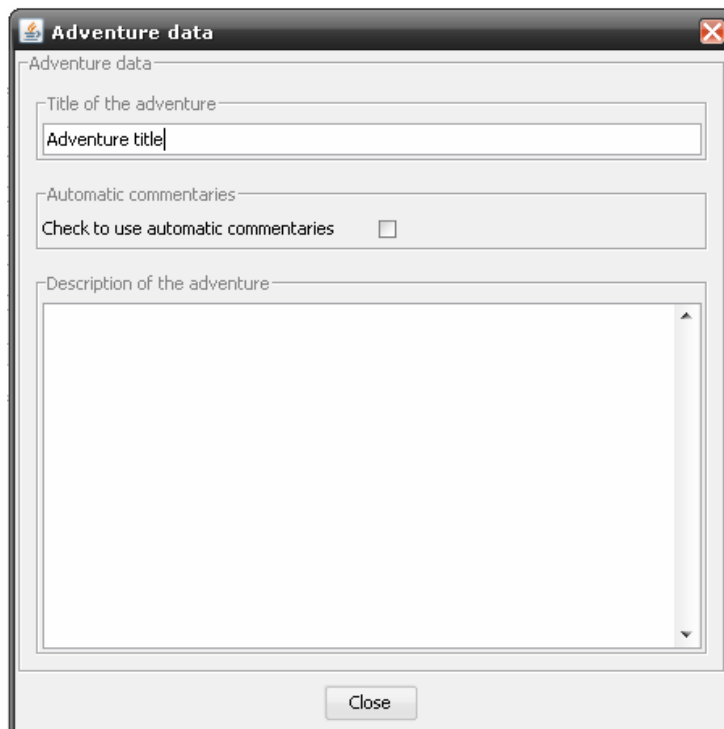 Adventure data
Adventure data
Title of the adventure
Adventure title
Automatic commentaries
Check to use automatic commentaries
Description of the adventure
Close